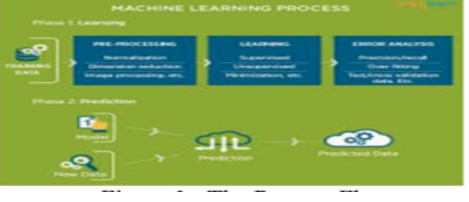 MACHINE LEARNING PROCESS
Phase 1: Learning
TRAINING DATA
PRE-PROCESSING
Normalisation
Dimension reduction
Image processing, etc.
LEARNING
Supervised
Unsupervised
Minimization, etc.
ERROR ANALYSIS
Precision/recall
Over fitting
Test/cross validation
data. Etc.
Phase 2: Prediction
Model
New Data
Prediction
Predicted Data